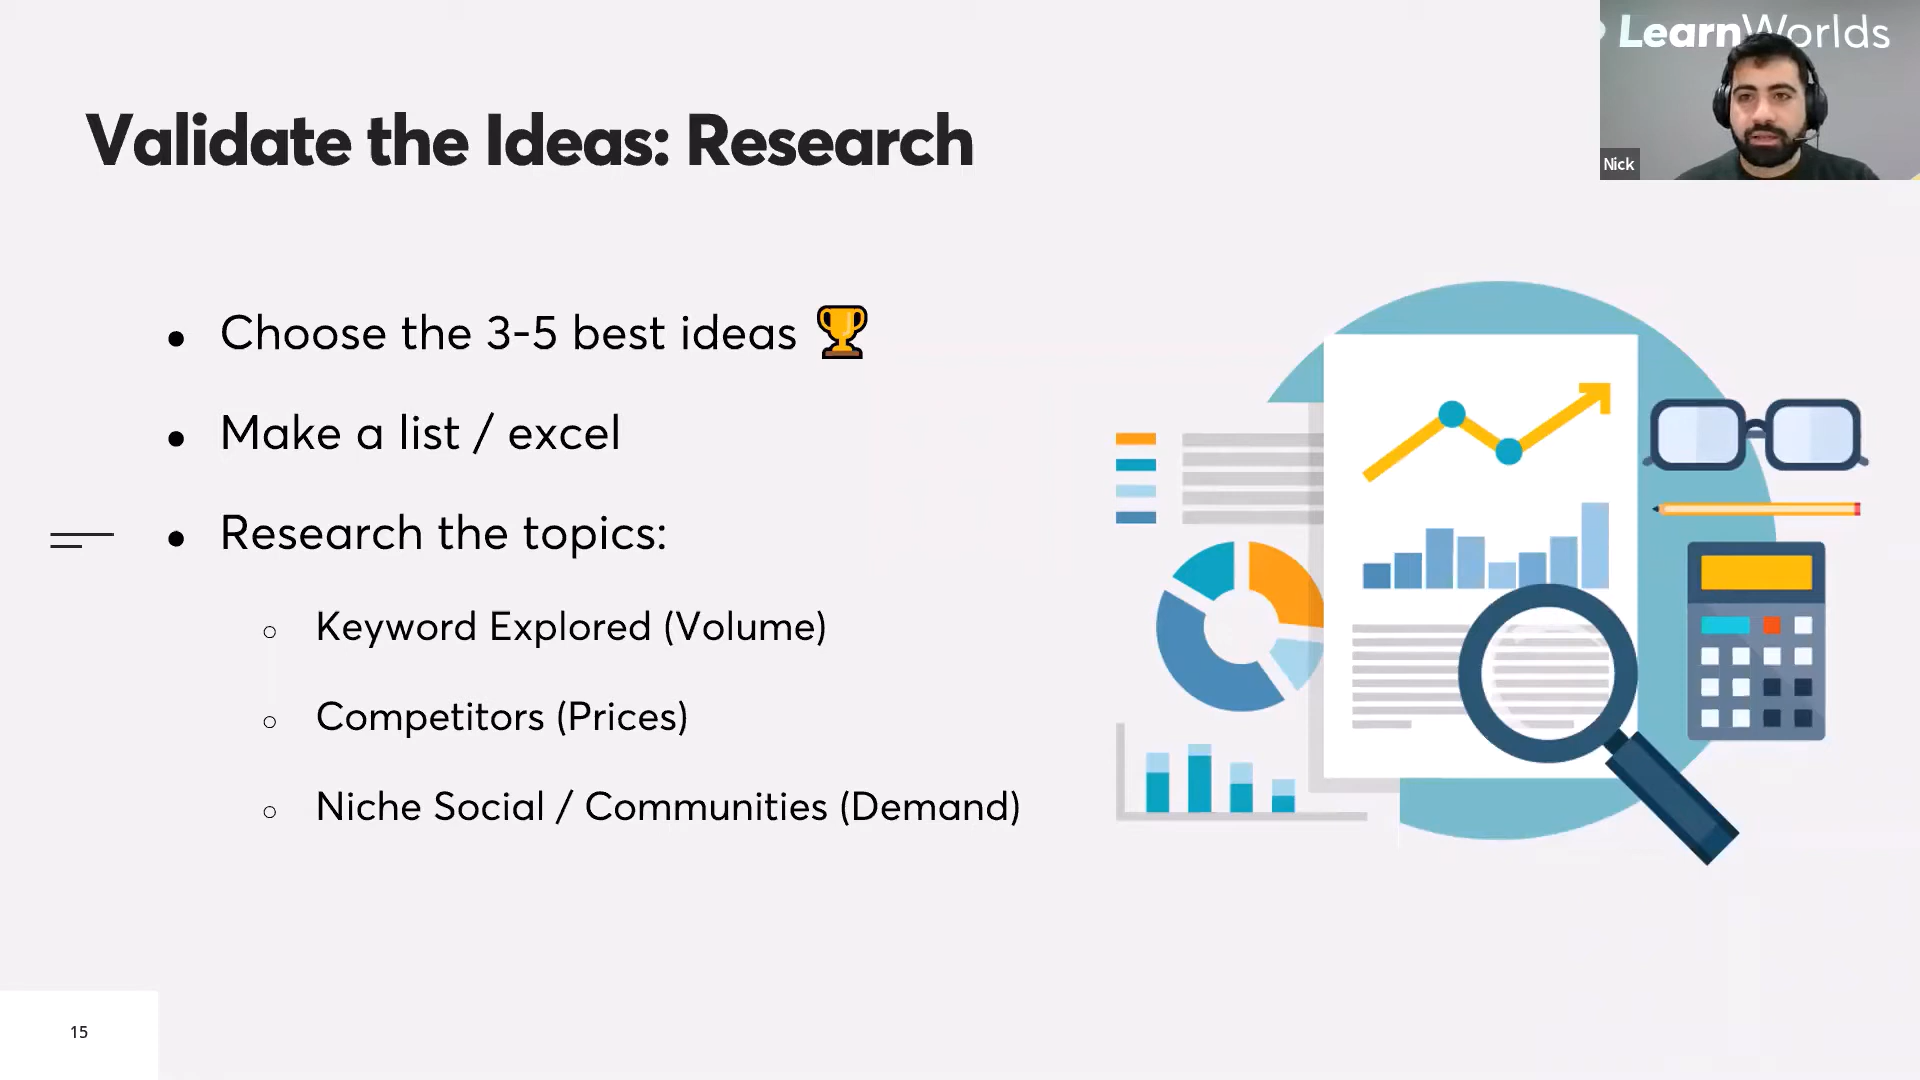 LearnWorlds
Nick
Validate the Ideas: Research
● Choose the 3-5 best ideas 🏆
● Make a list / excel
● Research the topics:
○ Keyword Explored (Volume)
○ Competitors (Prices)
○ Niche Social / Communities (Demand)
15